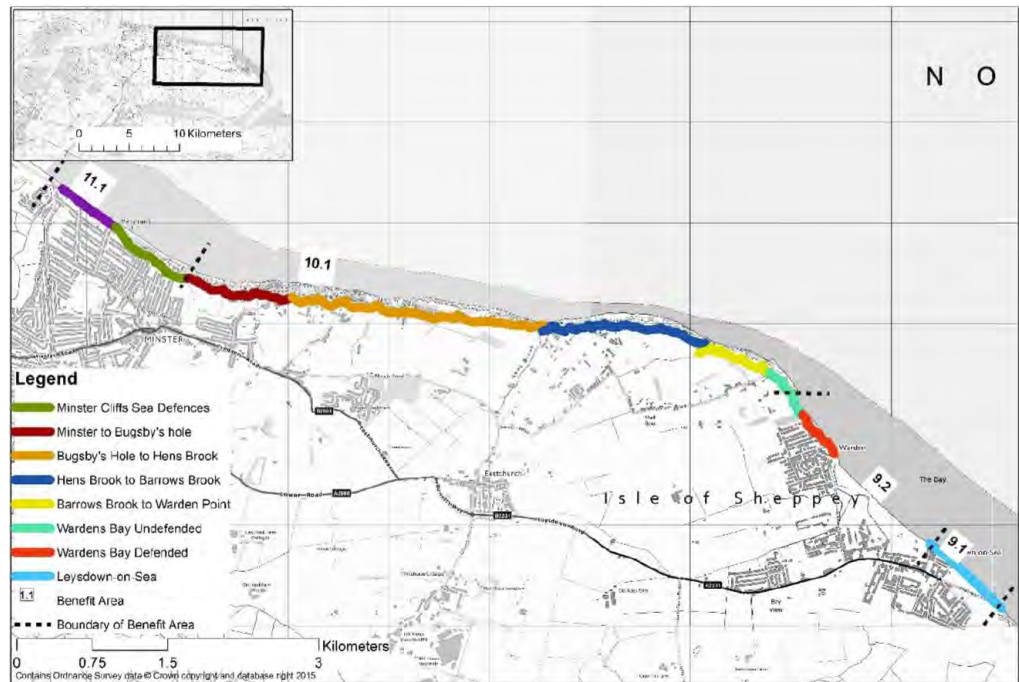 N O
0 5 10 Kilometers
11.1
10.1
MINSTER
Legend
Minster Cliffs Sea Defences
Minster to Bugsby's hole
Bugsby's Hole to Hens Brook
Hens Brook to Barrows Brook
Barrows Brook to Warden Point
Wardens Bay Undefended
Wardens Bay Defended
Leysdown-on-Sea
1.1 Benefit Area
Boundary of Benefit Area
Warden
Eastchurch
Isle of Sheppey
9.2
The Bay
9.1
B2231
Bay View
Kilometers
0 0.75 1.5 3
Contains Ordnance Survey data © Crown copyright and database right 2015